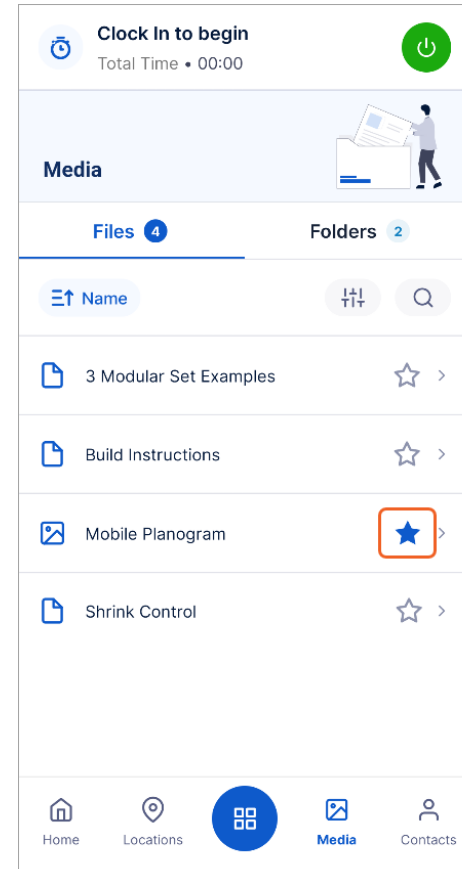 Clock In to begin
Total Time • 00:00
Media
Files 4
Folders 2
Name
3 Modular Set Examples
Build Instructions
Mobile Planogram
Shrink Control
Home
Locations
Media
Contacts